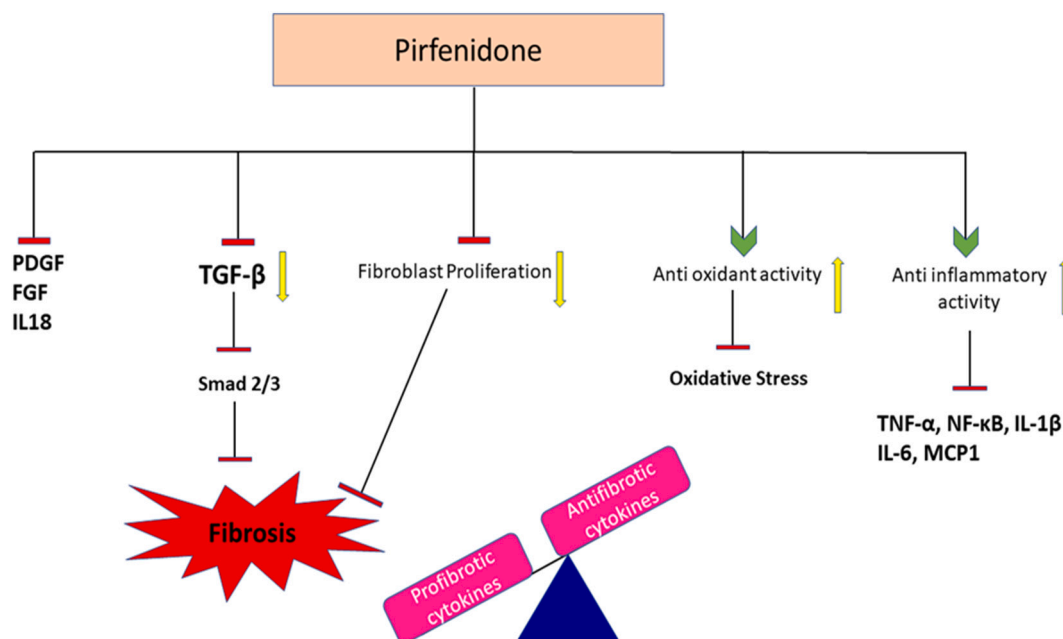 Pirfenidone
PDGF
FGF
IL18
TGF-β
Fibroblast Proliferation
Anti oxidant activity
Anti inflammatory
activity
Smad 2/3
Oxidative Stress
TNF-α, NF-κB, IL-1β
IL-6, MCP1
Fibrosis
Profibrotic
cytokines
Antifibrotic
cytokines